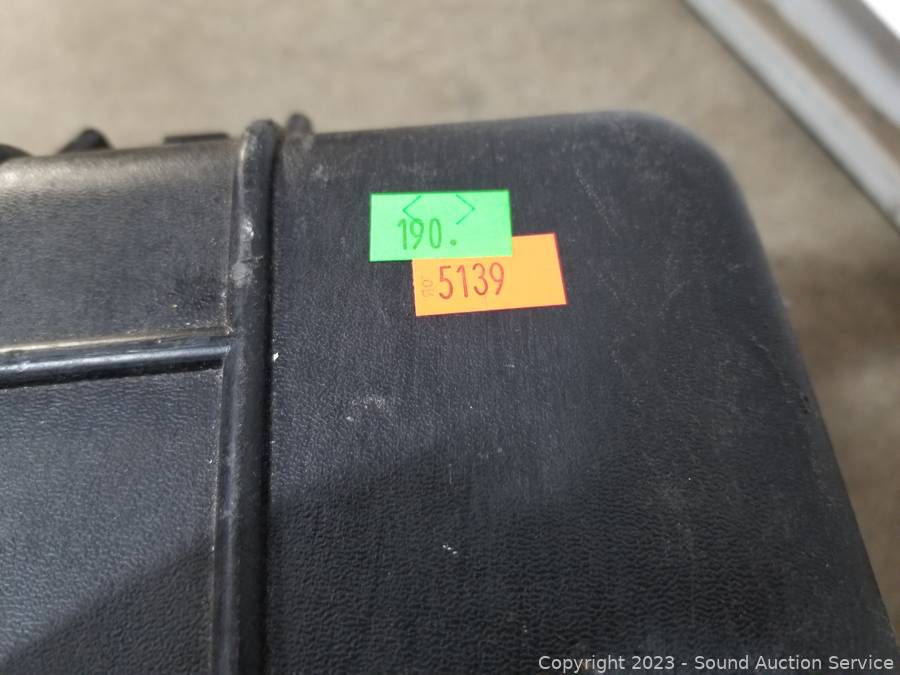 < >
190.
5139
Copyright © 2023 - Sound Auction Service